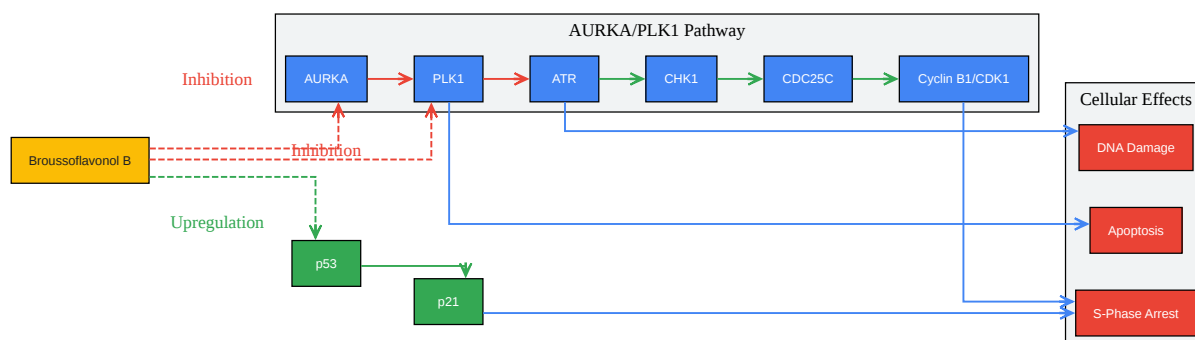 AURKA/PLK1 Pathway
Inhibition
AURKA
PLK1
ATR
CHK1
CDC25C
Cyclin B1/CDK1
Cellular Effects
DNA Damage
Inhibition
Broussoflavonol B
Upregulation
Apoptosis
p53
p21
S-Phase Arrest